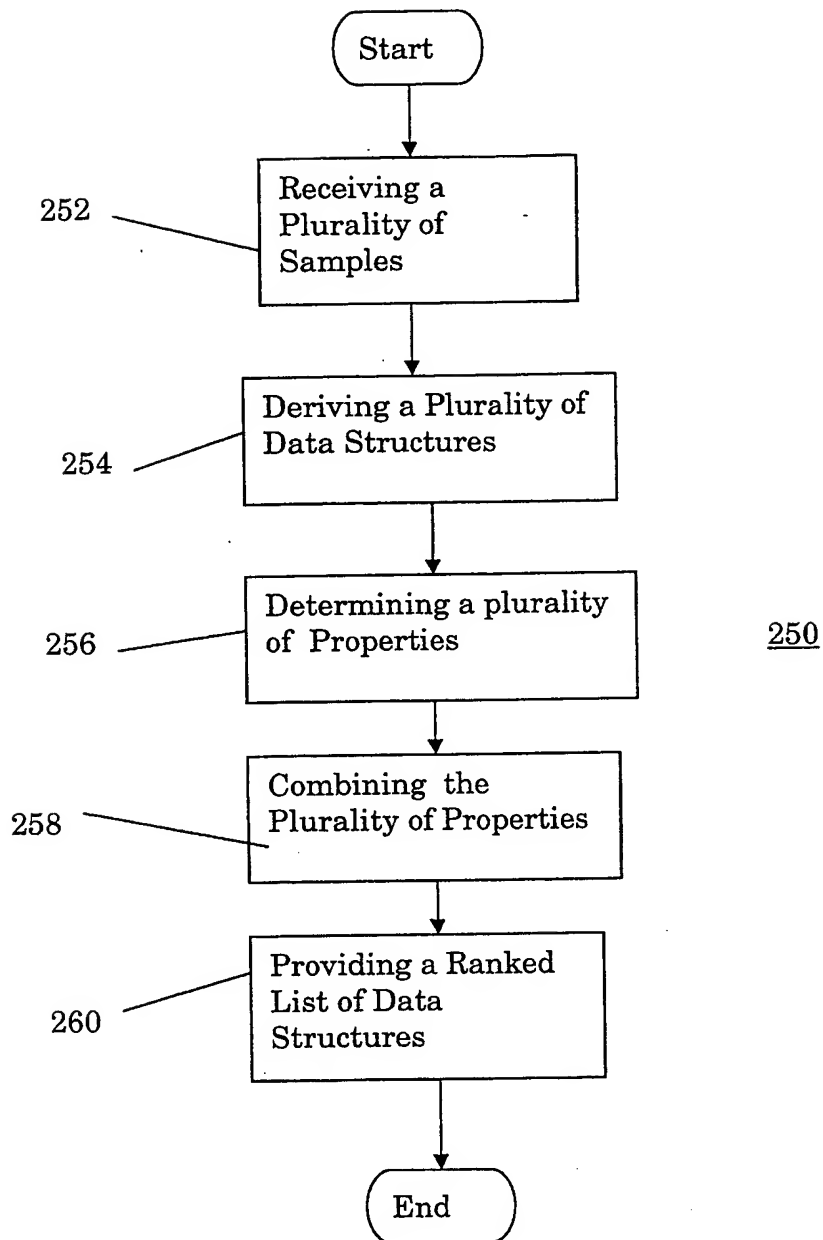 Start
252
Receiving a
Plurality of
Samples
254
Deriving a Plurality of
Data Structures
256
Determining a plurality
of Properties
250
258
Combining the
Plurality of Properties
260
Providing a Ranked
List of Data
Structures
End